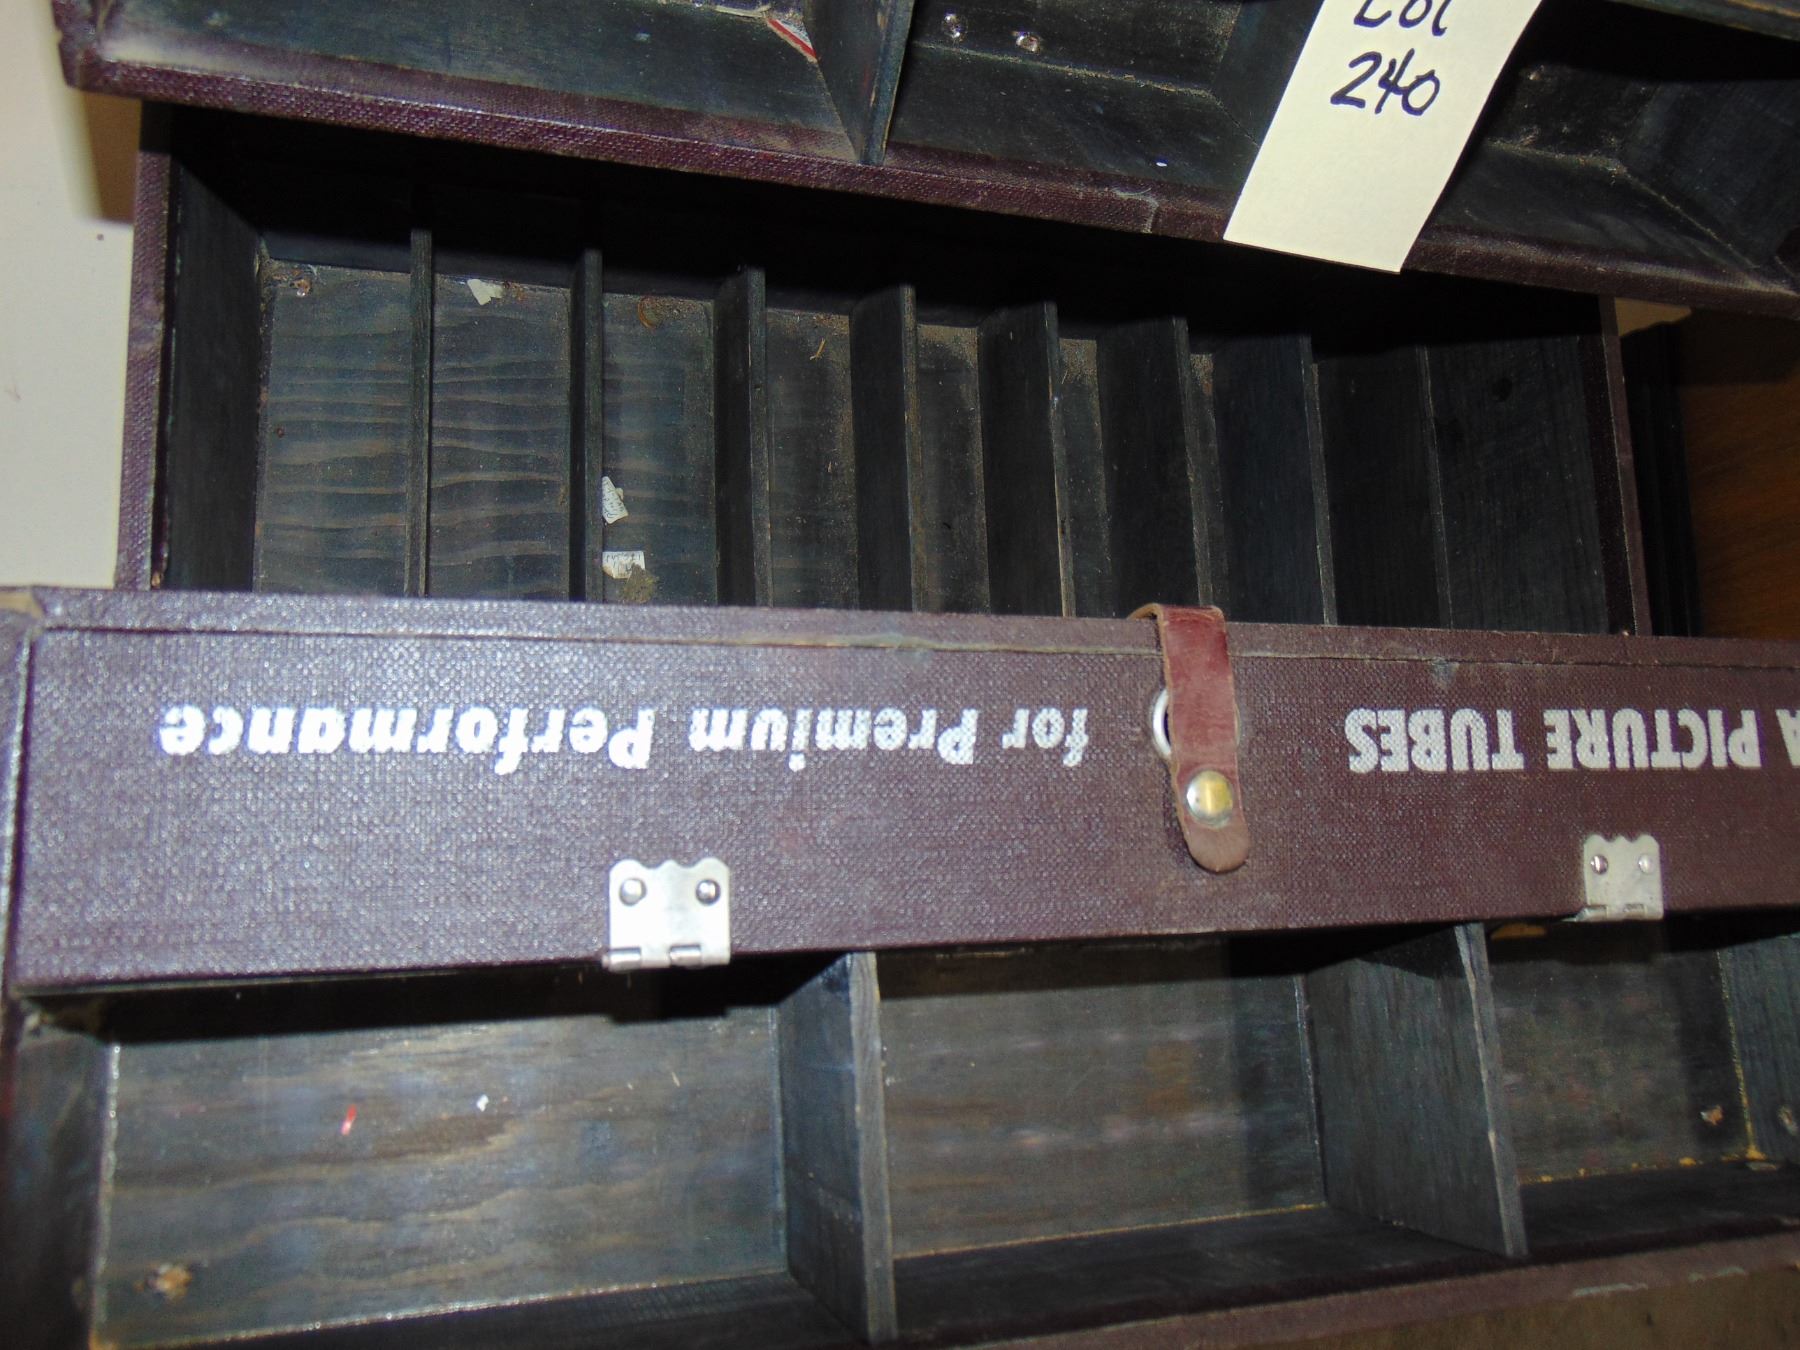 Lot
240
A PICTURE TUBES
for Premium Performance